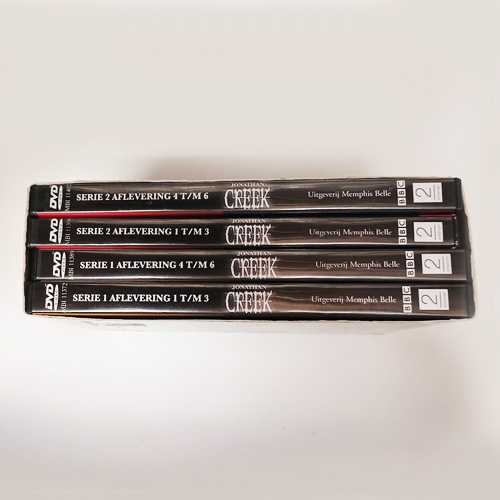 DVD SERIE 2 AFLEVERING 4 T/M 6 JONATHAN CREEK Uitgeverij Memphis Belle BBC 2
DVD SERIE 2 AFLEVERING 1 T/M 3 JONATHAN CREEK Uitgeverij Memphis Belle BBC 2
DVD SERIE 1 AFLEVERING 4 T/M 6 JONATHAN CREEK Uitgeverij Memphis Belle BBC 2
DVD MBI 11372 SERIE 1 AFLEVERING 1 T/M 3 JONATHAN CREEK Uitgeverij Memphis Belle BBC 2